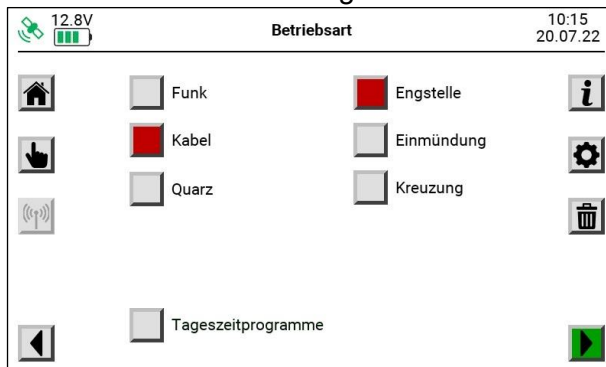 12.8V
Betriebsart
10:15
20.07.22
Funk
Engstelle
Kabel
Einmündung
Quarz
Kreuzung
Tageszeitprogramme